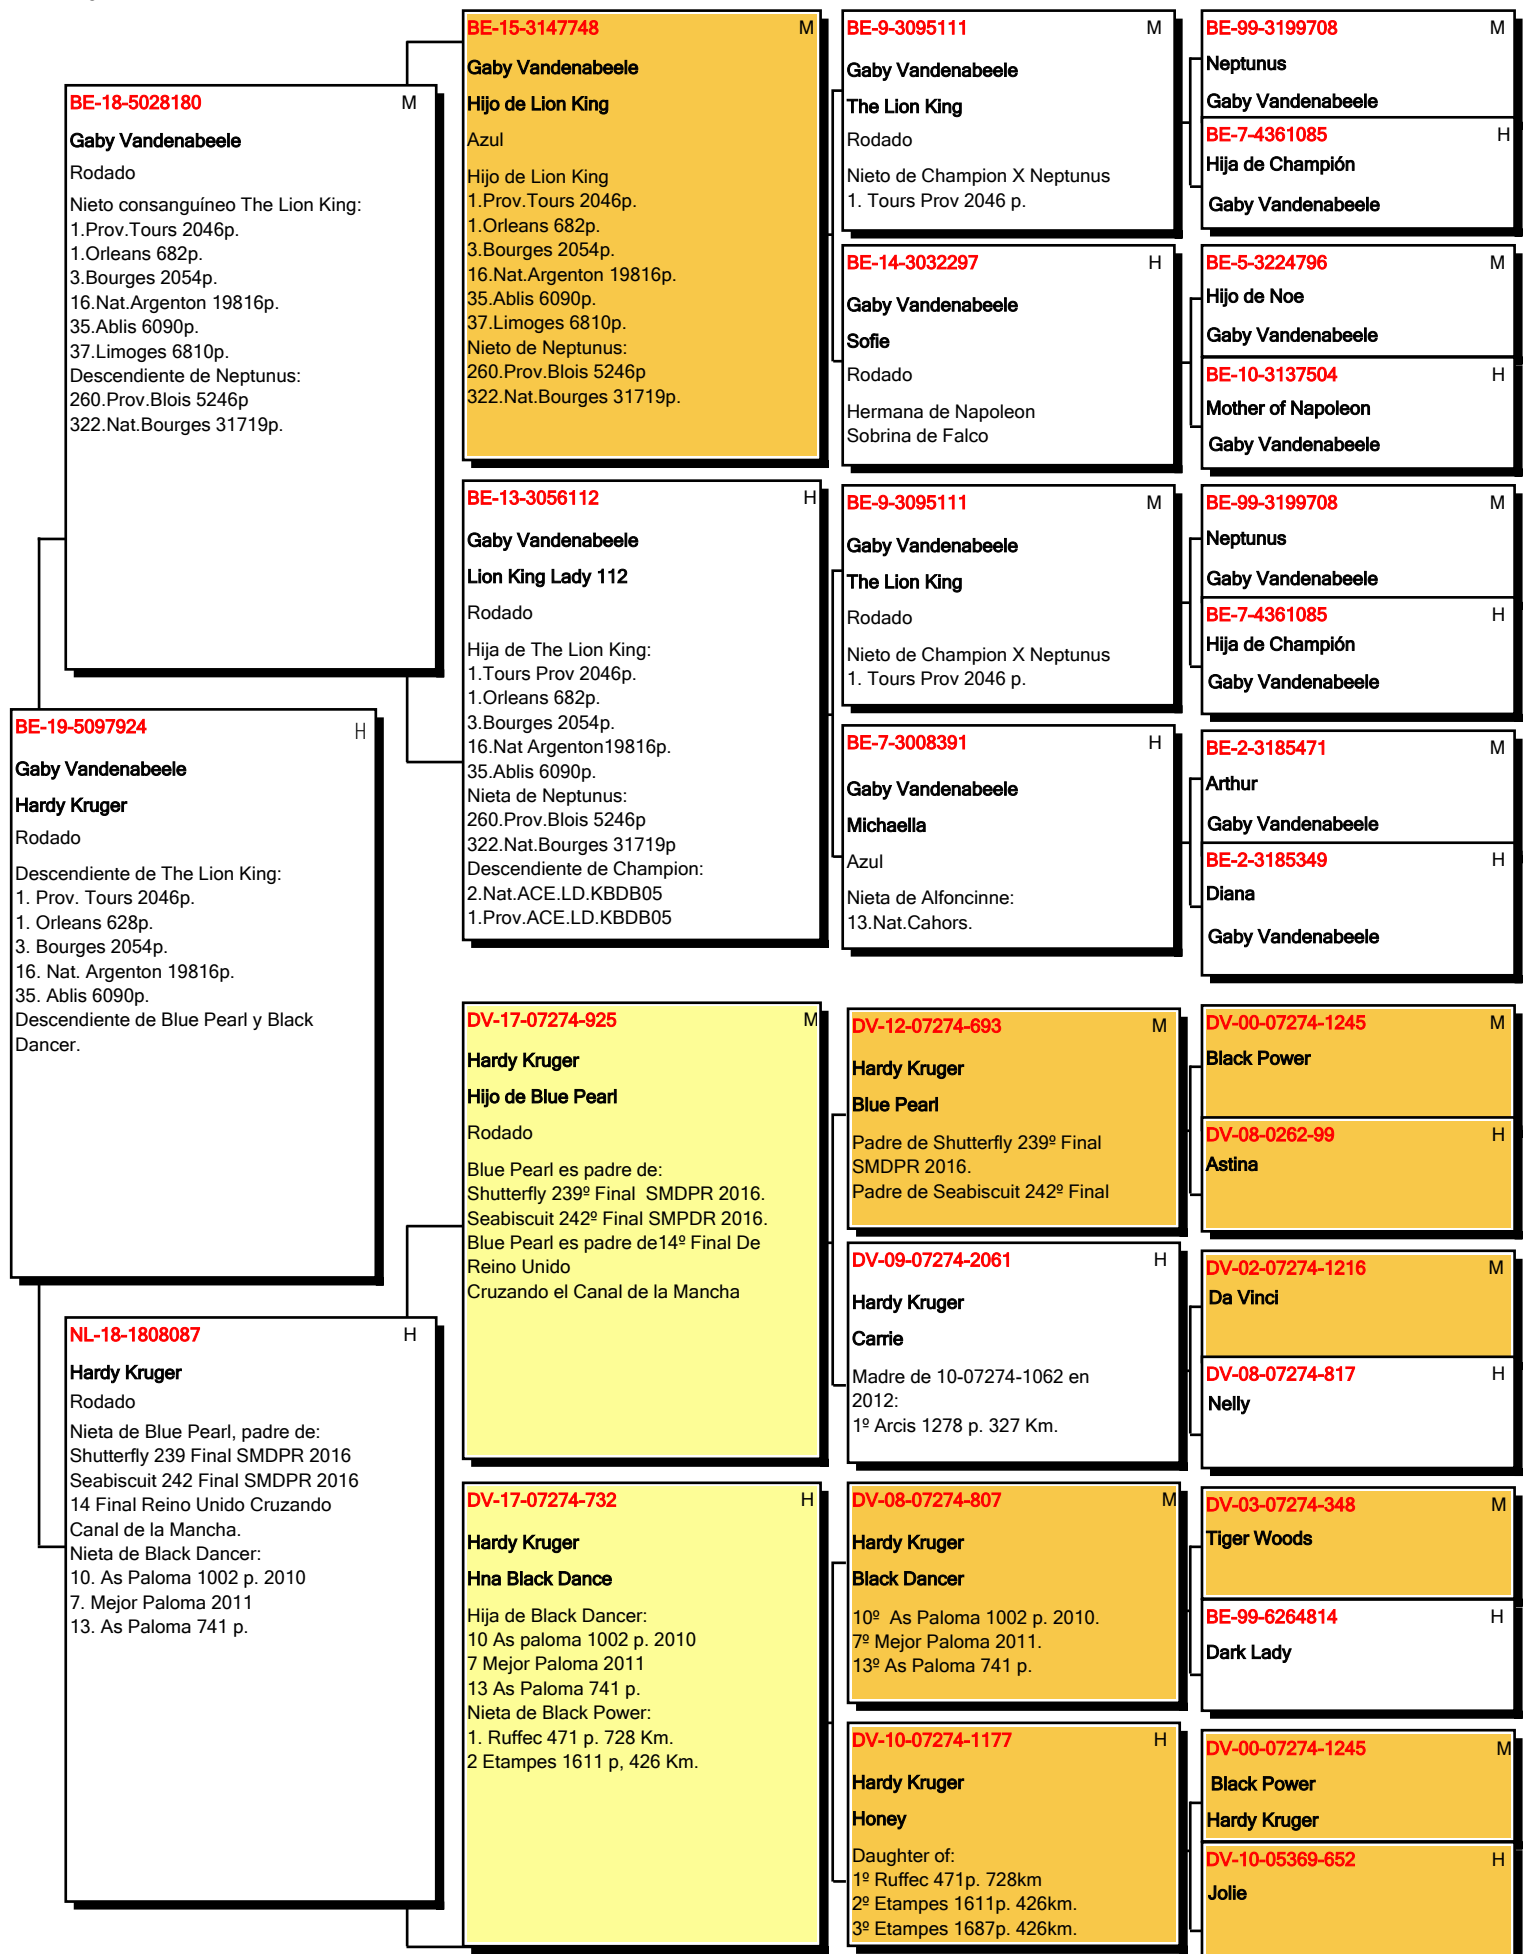 BE-19-5097924 H
Gaby Vandenabeele
Hardy Kruger
Rodado
Descendiente de The Lion King:
1. Prov. Tours 2046p.
1. Orleans 628p.
3. Bourges 2054p.
16. Nat. Argenton 19816p.
35. Ablis 6090p.
Descendiente de Blue Pearl y Black
Dancer.
BE-18-5028180 M
Gaby Vandenabeele
Rodado
Nieto consanguíneo The Lion King:
1.Prov.Tours 2046p.
1.Orleans 682p.
3.Bourges 2054p.
16.Nat.Argenton 19816p.
35.Ablis 6090p.
37.Limoges 6810p.
Descendiente de Neptunus:
260.Prov.Blois 5246p
322.Nat.Bourges 31719p.
NL-18-1808087 H
Hardy Kruger
Rodado
Nieta de Blue Pearl, padre de:
Shutterfly 239 Final SMDPR 2016
Seabiscuit 242 Final SMDPR 2016
14 Final Reino Unido Cruzando
Canal de la Mancha.
Nieta de Black Dancer:
10. As Paloma 1002 p. 2010
7. Mejor Paloma 2011
13. As Paloma 741 p.
BE-15-3147748 M
Gaby Vandenabeele
Hijo de Lion King
Azul
Hijo de Lion King
1.Prov.Tours 2046p.
1.Orleans 682p.
3.Bourges 2054p.
16.Nat.Argenton 19816p.
35.Ablis 6090p.
37.Limoges 6810p.
Nieto de Neptunus:
260.Prov.Blois 5246p
322.Nat.Bourges 31719p.
BE-13-3056112 H
Gaby Vandenabeele
Lion King Lady 112
Rodado
Hija de The Lion King:
1.Tours Prov 2046p.
1.Orleans 682p.
3.Bourges 2054p.
16.Nat Argenton19816p.
35.Ablis 6090p.
Nieta de Neptunus:
260.Prov.Blois 5246p
322.Nat.Bourges 31719p
Descendiente de Champion:
2.Nat.ACE.LD.KBDB05
1.Prov.ACE.LD.KBDB05
DV-17-07274-925 M
Hardy Kruger
Hijo de Blue Pearl
Rodado
Blue Pearl es padre de:
Shutterfly 239º Final  SMDPR 2016.
Seabiscuit 242º Final SMPDR 2016.
Blue Pearl es padre de14º Final De
Reino Unido
Cruzando el Canal de la Mancha
DV-17-07274-732 H
Hardy Kruger
Hna Black Dance
Hija de Black Dancer:
10 As paloma 1002 p. 2010
7 Mejor Paloma 2011
13 As Paloma 741 p.
Nieta de Black Power:
1. Ruffec 471 p. 728 Km.
2 Etampes 1611 p, 426 Km.
BE-9-3095111 M
Gaby Vandenabeele
The Lion King
Rodado
Nieto de Champion X Neptunus
1. Tours Prov 2046 p.
BE-14-3032297 H
Gaby Vandenabeele
Sofie
Rodado
Hermana de Napoleon
Sobrina de Falco
BE-9-3095111 M
Gaby Vandenabeele
The Lion King
Rodado
Nieto de Champion X Neptunus
1. Tours Prov 2046 p.
BE-7-3008391 H
Gaby Vandenabeele
Michaella
Azul
Nieta de Alfoncinne:
13.Nat.Cahors.
DV-12-07274-693 M
Hardy Kruger
Blue Pearl
Padre de Shutterfly 239º Final
SMDPR 2016.
Padre de Seabiscuit 242º Final
DV-09-07274-2061 H
Hardy Kruger
Carrie
Madre de 10-07274-1062 en
2012:
1º Arcis 1278 p. 327 Km.
DV-08-07274-807 M
Hardy Kruger
Black Dancer
10º  As Paloma 1002 p. 2010.
7º Mejor Paloma 2011.
13º As Paloma 741 p.
DV-10-07274-1177 H
Hardy Kruger
Honey
Daughter of:
1º Ruffec 471p. 728km
2º Etampes 1611p. 426km.
3º Etampes 1687p. 426km.
BE-99-3199708 M
Neptunus
Gaby Vandenabeele
BE-7-4361085 H
Hija de Champión
Gaby Vandenabeele
BE-5-3224796 M
Hijo de Noe
Gaby Vandenabeele
BE-10-3137504 H
Mother of Napoleon
Gaby Vandenabeele
BE-99-3199708 M
Neptunus
Gaby Vandenabeele
BE-7-4361085 H
Hija de Champión
Gaby Vandenabeele
BE-2-3185471 M
Arthur
Gaby Vandenabeele
BE-2-3185349 H
Diana
Gaby Vandenabeele
DV-00-07274-1245 M
Black Power
DV-08-0262-99 H
Astina
DV-02-07274-1216 M
Da Vinci
DV-08-07274-817 H
Nelly
DV-03-07274-348 M
Tiger Woods
BE-99-6264814 H
Dark Lady
DV-00-07274-1245 M
Black Power
Hardy Kruger
DV-10-05369-652 H
Jolie